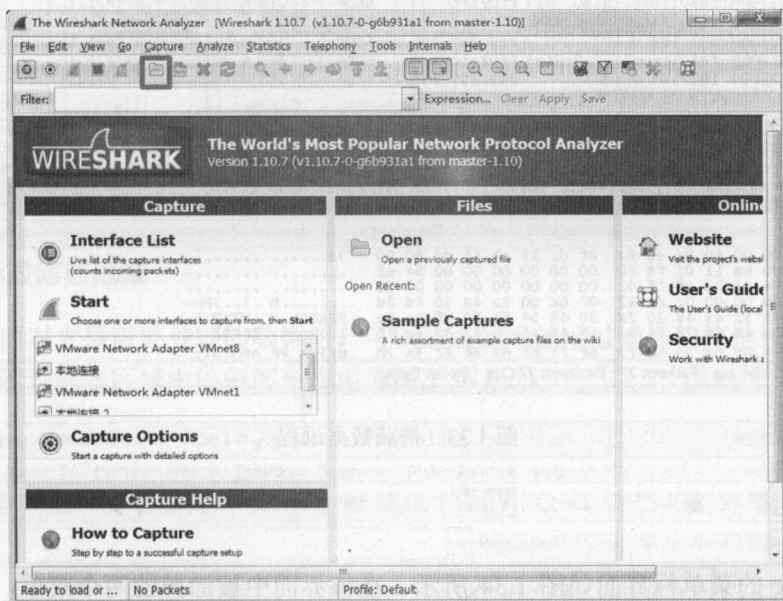 The Wireshark Network Analyzer [Wireshark 1.10.7 (v1.10.7-0-g6b931a1 from master-1.10)]
File Edit View Go Capture Analyze Statistics Telephony Tools Internals Help
Filter:
Expression... Clear Apply Save
WIRESHARK
The World's Most Popular Network Protocol Analyzer
Version 1.10.7 (v1.10.7-0-g6b931a1 from master-1.10)
Capture
Interface List
Live list of the capture interfaces
(counts incoming packets)
Start
Choose one or more interfaces to capture from, then Start
VMware Network Adapter VMnet8
本地连接
VMware Network Adapter VMnet1
本地连接 2
Capture Options
Start a capture with detailed options
Capture Help
How to Capture
Step by step to a successful capture setup
Files
Open
Open a previously captured file
Open Recent:
Sample Captures
A rich assortment of example capture files on the wiki
Online
Website
Visit the project's websi
User's Guide
The User's Guide (local
Security
Work with Wireshark a
Ready to load or ...
No Packets
Profile: Default